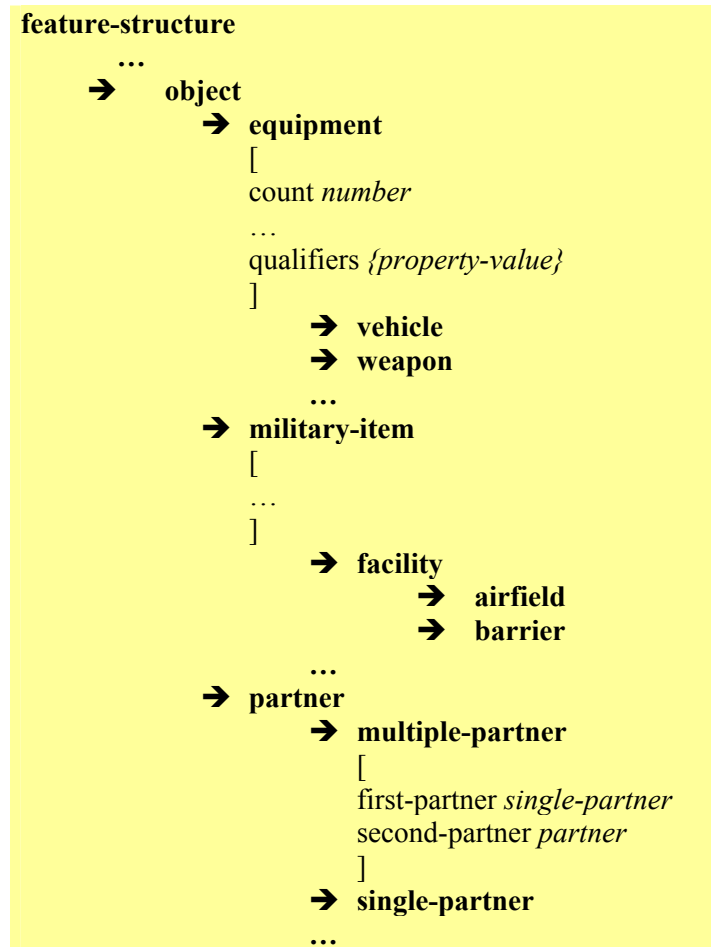 feature-structure
…
➔ object
➔ equipment
[
count number
…
qualifiers {property-value}
]
➔ vehicle
➔ weapon
…
➔ military-item
[
…
]
➔ facility
➔ airfield
➔ barrier
…
➔ partner
➔ multiple-partner
[
first-partner single-partner
second-partner partner
]
➔ single-partner
…